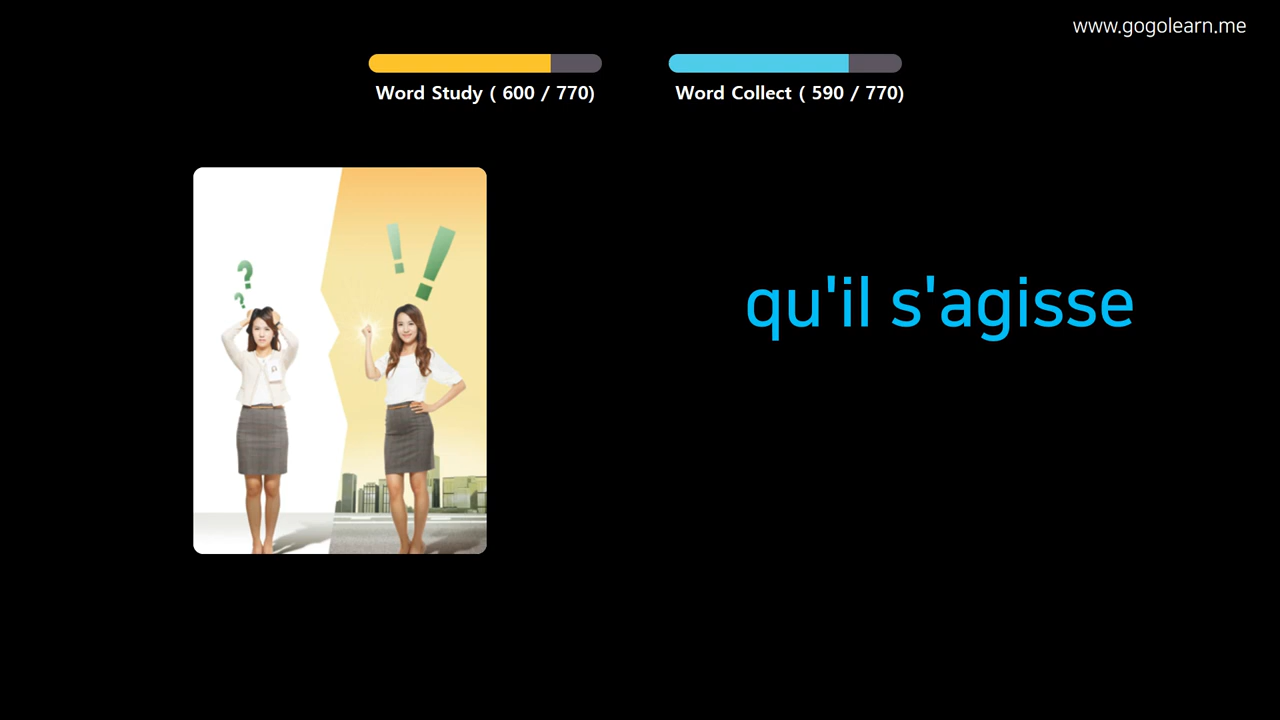 www.gogolearn.me
Word Study ( 600 / 770)
Word Collect ( 590 / 770)
? ?
! !
qu'il s'agisse